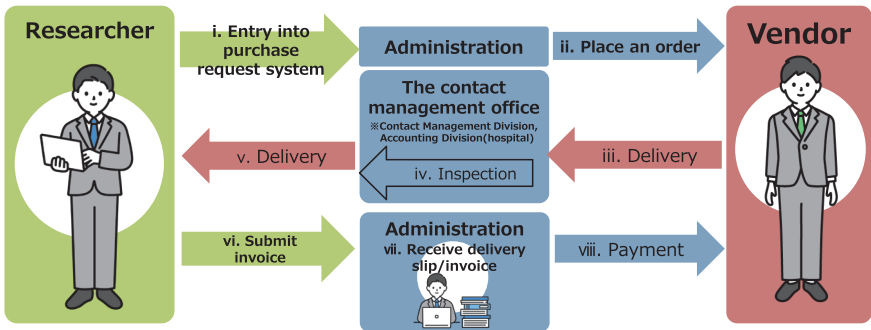 Researcher
i. Entry into
purchase
request system
Administration
ii. Place an order
Vendor
The contact
management office
※Contact Management Division,
Accounting Division(hospital)
v. Delivery
iv. Inspection
iii. Delivery
vi. Submit
invoice
Administration
vii. Receive delivery
slip/invoice
viii. Payment